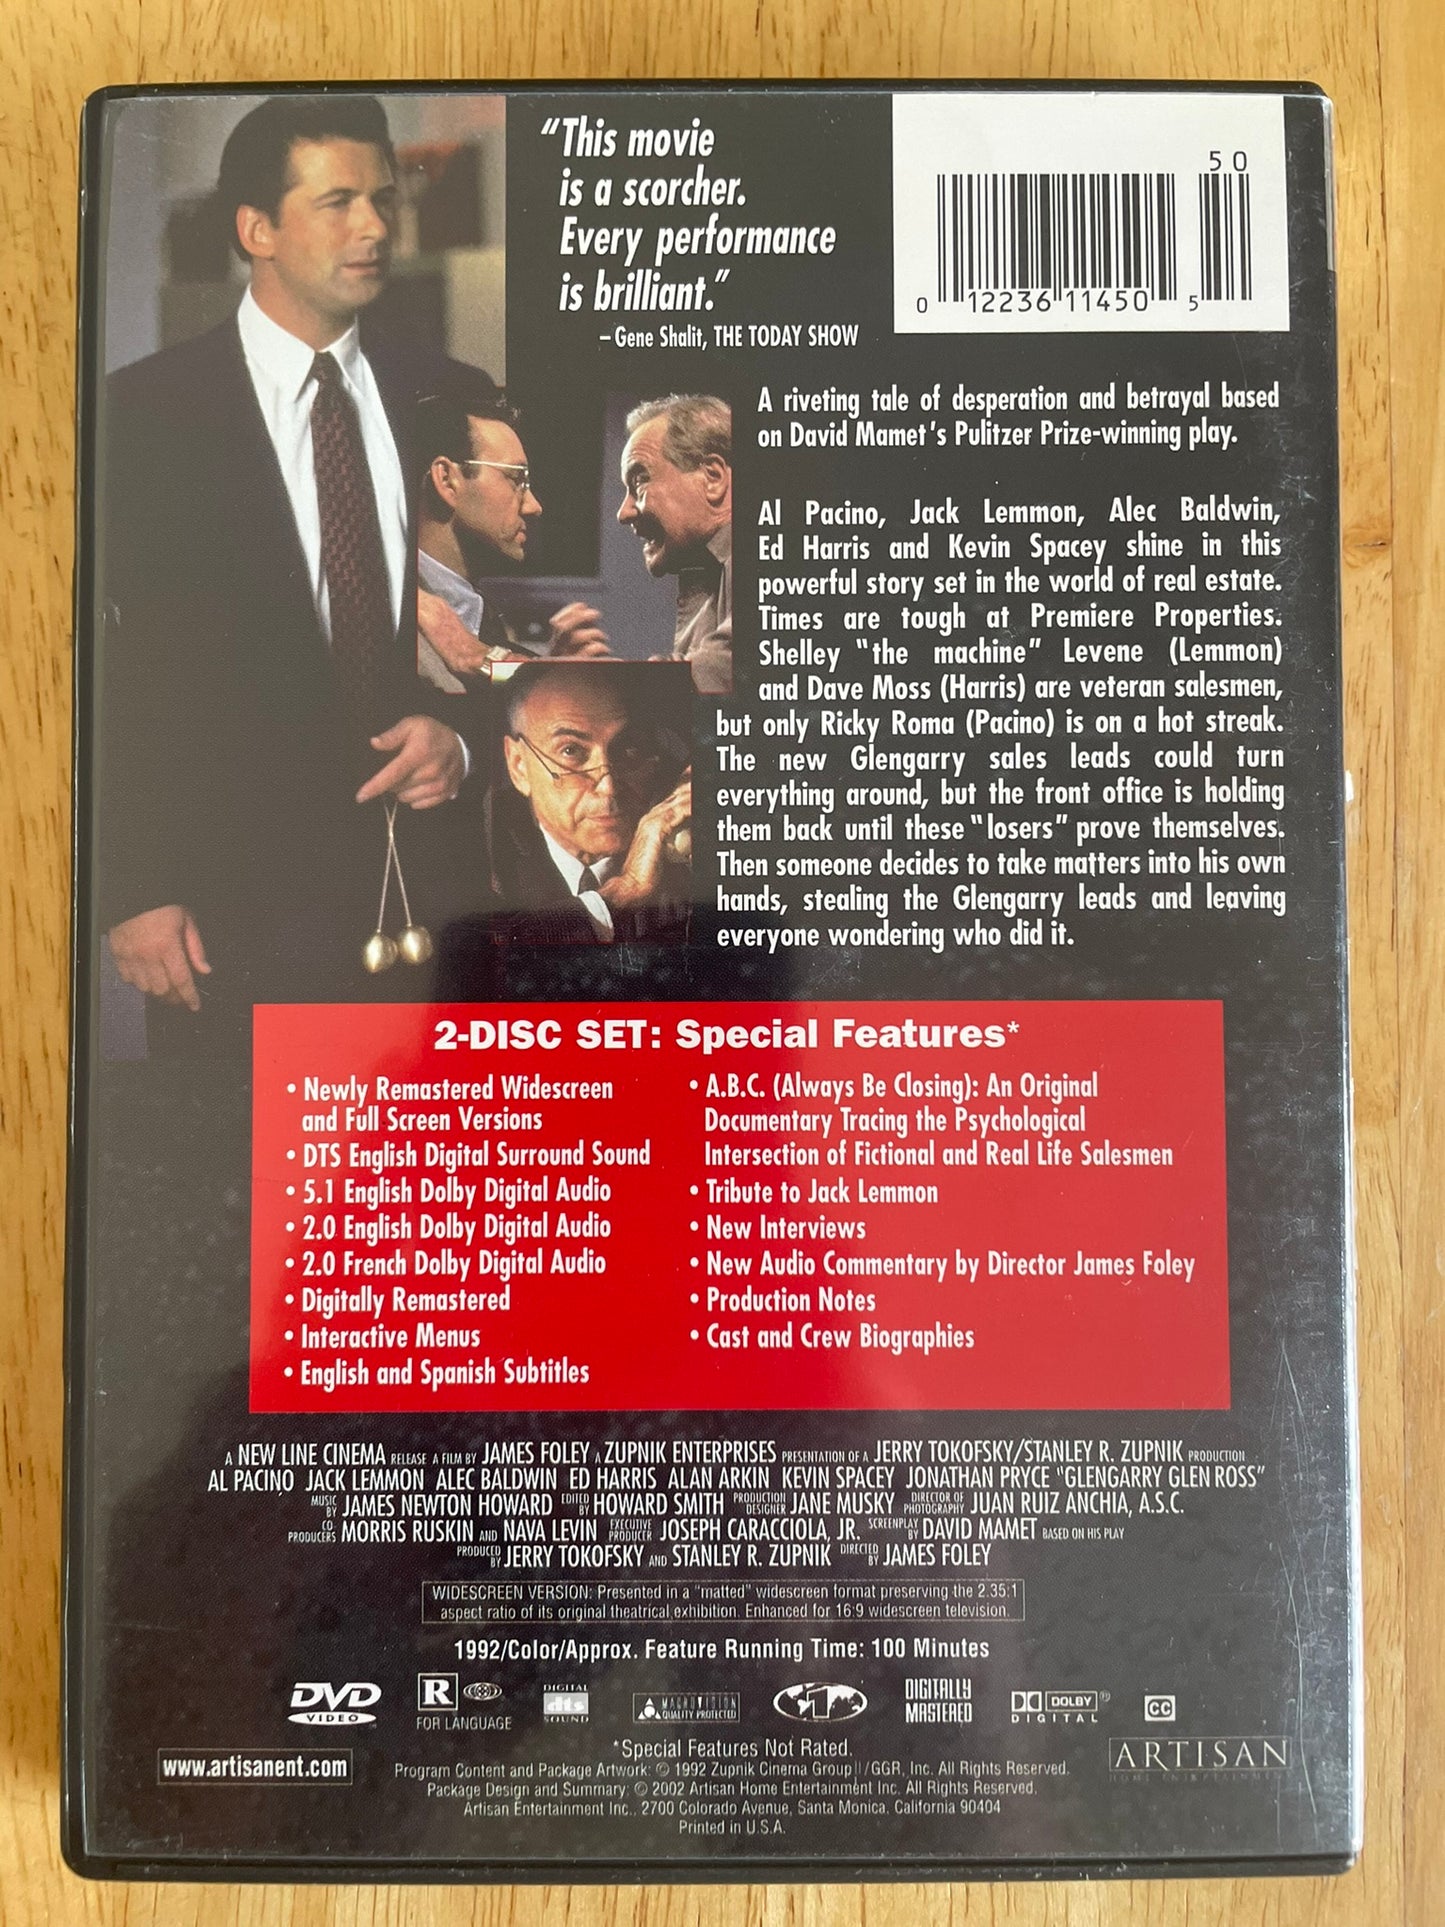 "This movie
is a scorcher.
Every performance
is brilliant."
– Gene Shalit, THE TODAY SHOW
50
0 12236 11450 5
A riveting tale of desperation and betrayal based
on David Mamet's Pulitzer Prize-winning play.
Al Pacino, Jack Lemmon, Alec Baldwin,
Ed Harris and Kevin Spacey shine in this
powerful story set in the world of real estate.
Times are tough at Premiere Properties.
Shelley "the machine" Levene (Lemmon)
and Dave Moss (Harris) are veteran salesmen,
but only Ricky Roma (Pacino) is on a hot streak.
The new Glengarry sales leads could turn
everything around, but the front office is holding
them back until these "losers" prove themselves.
Then someone decides to take matters into his own
hands, stealing the Glengarry leads and leaving
everyone wondering who did it.
2-DISC SET: Special Features*
• Newly Remastered Widescreen
and Full Screen Versions
• DTS English Digital Surround Sound
• 5.1 English Dolby Digital Audio
• 2.0 English Dolby Digital Audio
• 2.0 French Dolby Digital Audio
• Digitally Remastered
• Interactive Menus
• English and Spanish Subtitles
• A.B.C. (Always Be Closing): An Original
Documentary Tracing the Psychological
Intersection of Fictional and Real Life Salesmen
• Tribute to Jack Lemmon
• New Interviews
• New Audio Commentary by Director James Foley
• Production Notes
• Cast and Crew Biographies
A NEW LINE CINEMA RELEASE A FILM BY JAMES FOLEY A ZUPNIK ENTERPRISES PRESENTATION OF A JERRY TOKOFSKY/STANLEY R. ZUPNIK PRODUCTION
AL PACINO JACK LEMMON ALEC BALDWIN ED HARRIS ALAN ARKIN KEVIN SPACEY JONATHAN PRYCE "GLENGARRY GLEN ROSS"
MUSIC BY JAMES NEWTON HOWARD EDITED BY HOWARD SMITH PRODUCTION DESIGNER JANE MUSKY DIRECTOR OF PHOTOGRAPHY JUAN RUIZ ANCHIA, A.S.C.
CO PRODUCERS MORRIS RUSKIN AND NAVA LEVIN EXECUTIVE PRODUCER JOSEPH CARACCIOLA, JR. SCREENPLAY BY DAVID MAMET BASED ON HIS PLAY
PRODUCED BY JERRY TOKOFSKY AND STANLEY R. ZUPNIK DIRECTED BY JAMES FOLEY
WIDESCREEN VERSION: Presented in a "matted" widescreen format preserving the 2.35:1
aspect ratio of its original theatrical exhibition. Enhanced for 16:9 widescreen television.
1992/Color/Approx. Feature Running Time: 100 Minutes
DVD VIDEO
R
FOR LANGUAGE
DIGITAL dts SOUND
MACROVISION QUALITY PROTECTED
1
DIGITALLY MASTERED
DOLBY DIGITAL ®
CC
www.artisanent.com
*Special Features Not Rated.
Program Content and Package Artwork: © 1992 Zupnik Cinema Group II/GGR, Inc. All Rights Reserved.
Package Design and Summary: © 2002 Artisan Home Entertainment Inc. All Rights Reserved.
Artisan Entertainment Inc., 2700 Colorado Avenue, Santa Monica, California 90404
Printed in U.S.A.
ARTISAN
HOME ENTERTAINMENT